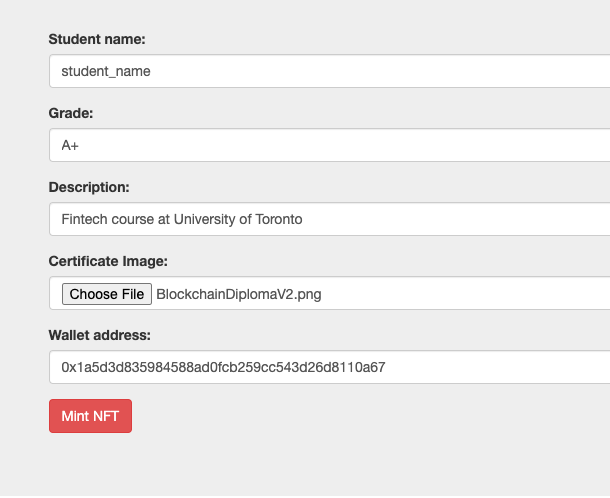 Student name:
student_name
Grade:
A+
Description:
Fintech course at University of Toronto
Certificate Image:
Choose File BlockchainDiplomaV2.png
Wallet address:
0x1a5d3d835984588ad0fcb259cc543d26d8110a67
Mint NFT